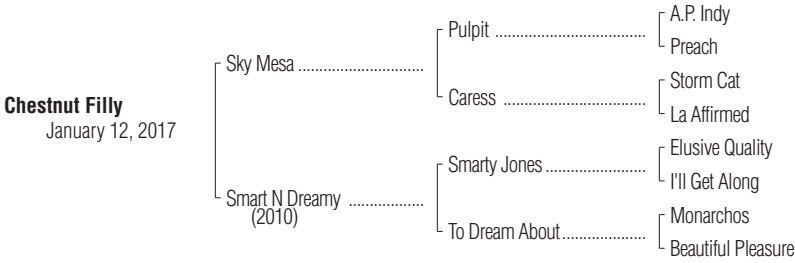 A.P. Indy
Pulpit
Preach
Sky Mesa
Storm Cat
Caress
La Affirmed
Chestnut Filly
January 12, 2017
Elusive Quality
Smarty Jones
I'll Get Along
Smart N Dreamy
(2010)
Monarchos
To Dream About
Beautiful Pleasure